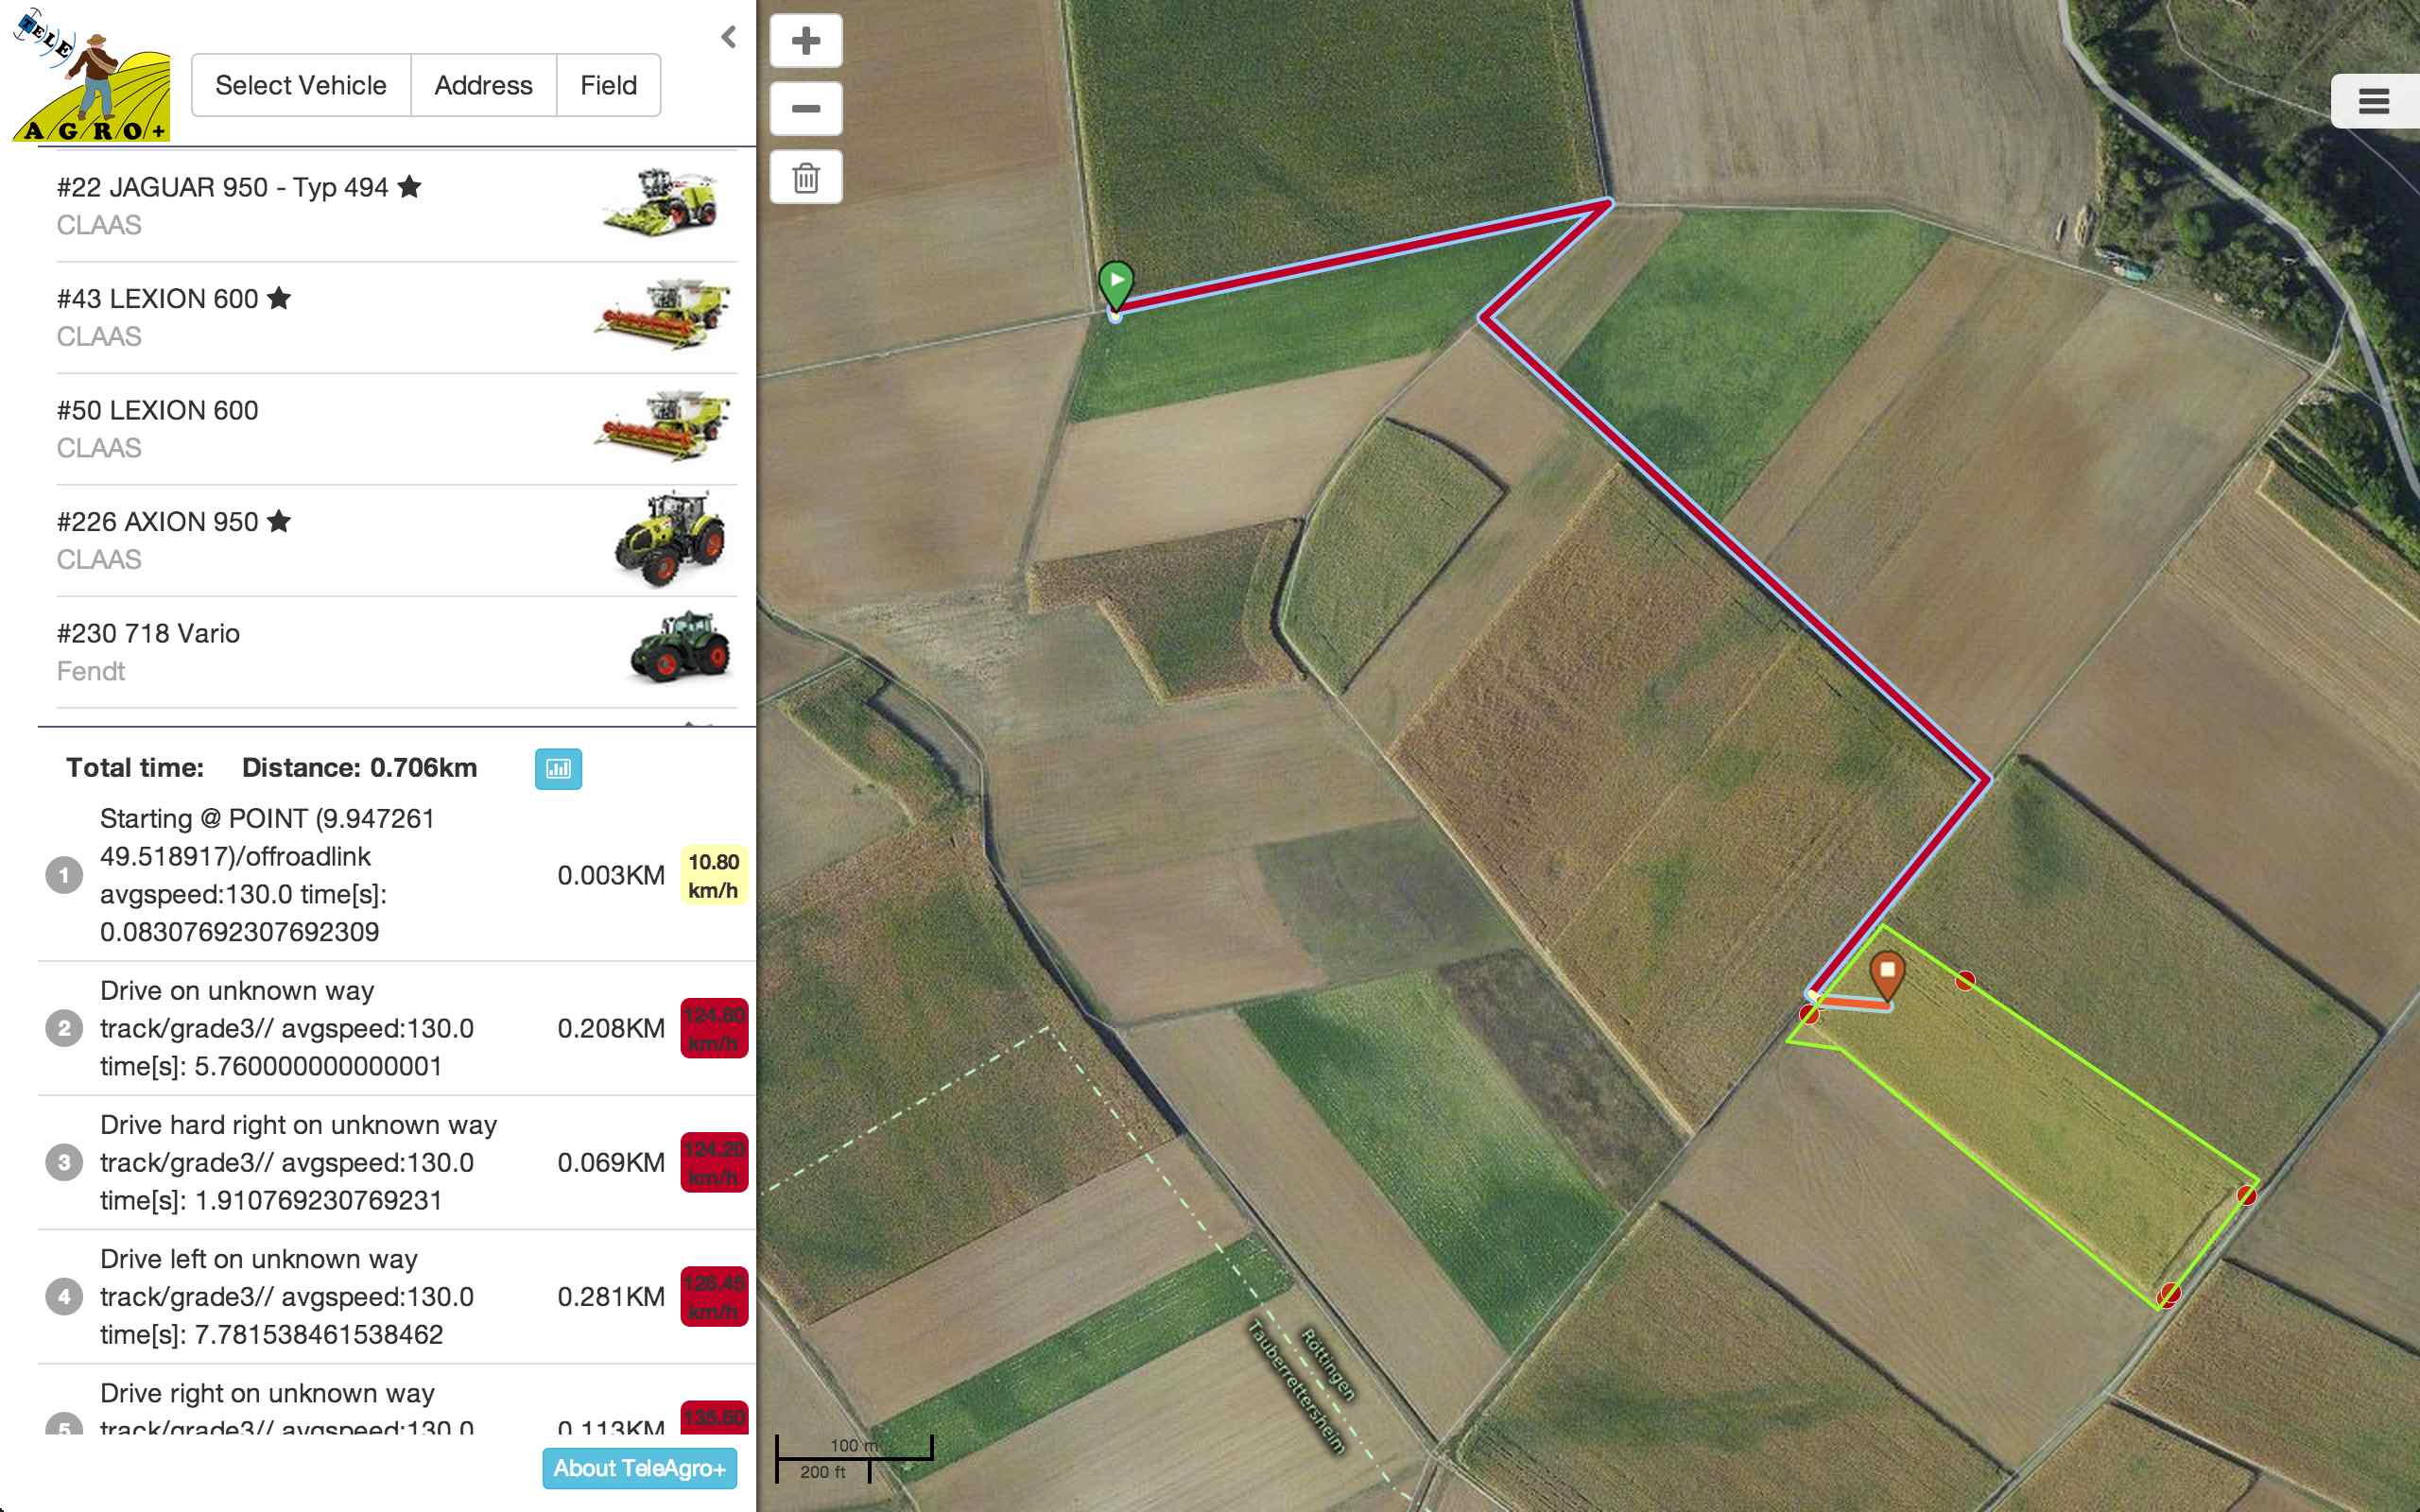 TELE
AGRO+
Select Vehicle
Address
Field
#22 JAGUAR 950 - Typ 494 ★
CLAAS
#43 LEXION 600 ★
CLAAS
#50 LEXION 600
CLAAS
#226 AXION 950 ★
CLAAS
#230 718 Vario
Fendt
Total time: Distance: 0.706km
1
Starting @ POINT (9.947261
49.518917)/offroadlink
avgspeed:130.0 time[s]:
0.08307692307692309
0.003KM
10.80
km/h
2
Drive on unknown way
track/grade3// avgspeed:130.0
time[s]: 5.760000000000001
0.208KM
124.80
km/h
3
Drive hard right on unknown way
track/grade3// avgspeed:130.0
time[s]: 1.910769230769231
0.069KM
124.20
km/h
4
Drive left on unknown way
track/grade3// avgspeed:130.0
time[s]: 7.781538461538462
0.281KM
126.45
km/h
5
Drive right on unknown way
track/grade3// avgspeed:130.0
0.113KM
135.60
About TeleAgro+
100 m
200 ft
Röttingen
Tauberrettersheim